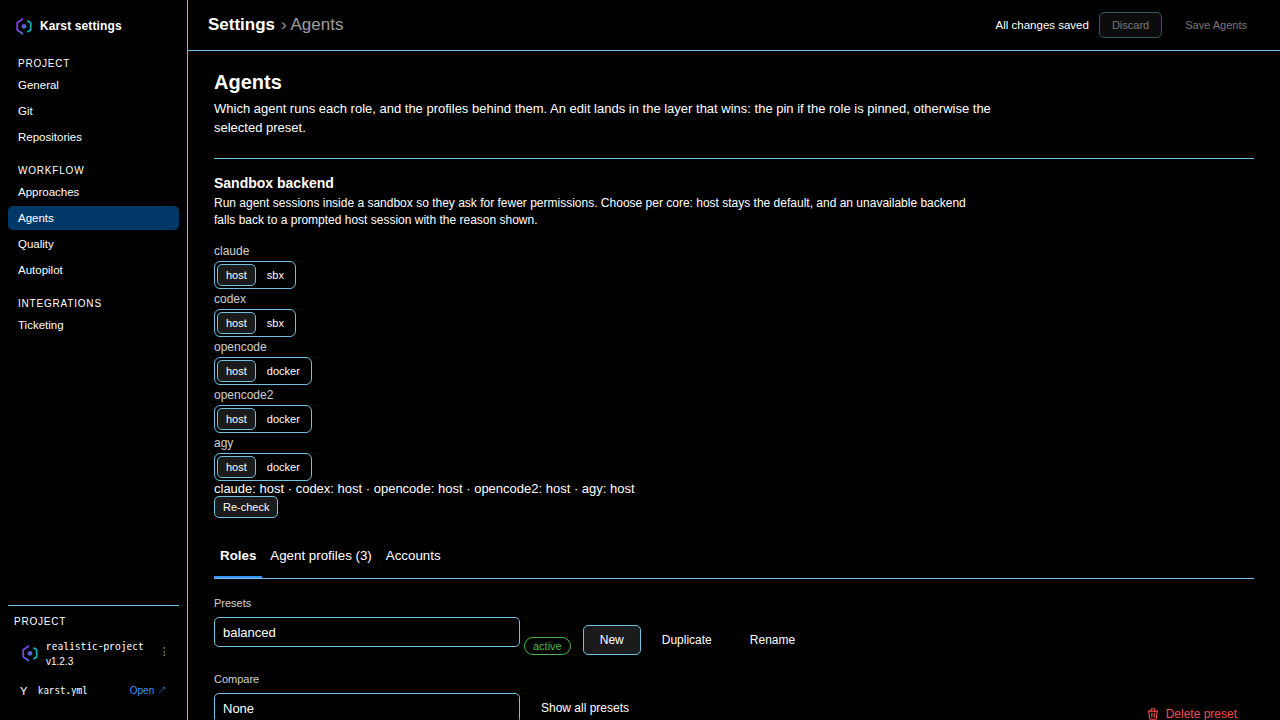 Karst settings
PROJECT
General
Git
Repositories
WORKFLOW
Approaches
Agents
Quality
Autopilot
INTEGRATIONS
Ticketing
PROJECT
realistic-project
v1.2.3
Y karst.yml Open ↗
Settings › Agents
All changes saved Discard Save Agents
Agents
Which agent runs each role, and the profiles behind them. An edit lands in the layer that wins: the pin if the role is pinned, otherwise the
selected preset.
Sandbox backend
Run agent sessions inside a sandbox so they ask for fewer permissions. Choose per core: host stays the default, and an unavailable backend
falls back to a prompted host session with the reason shown.
claude
host sbx
codex
host sbx
opencode
host docker
opencode2
host docker
agy
host docker
claude: host · codex: host · opencode: host · opencode2: host · agy: host
Re-check
Roles Agent profiles (3) Accounts
Presets
balanced active New Duplicate Rename
Compare
None Show all presets Delete preset